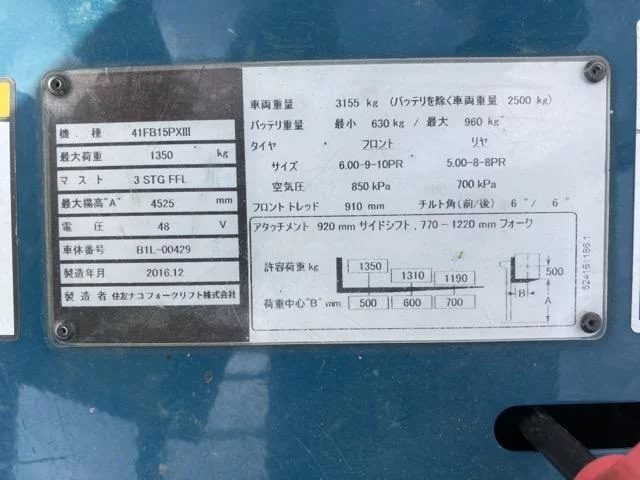 機 種 41FB15PXⅢ
最大荷重 1350 kg
マスト 3 STG FFL
最大揚高"A" 4525 mm
電 圧 48 V
車体番号 B1L-00429
製造年月 2016.12
製造者 住友ナコフォークリフト株式会社
車両重量 3155 kg (バッテリを除く車両重量 2500 kg)
バッテリ重量 最小 630 kg / 最大 960 kg
タイヤ フロント リヤ
サイズ 6.00-9-10PR 5.00-8-8PR
空気圧 850 kPa 700 kPa
フロントトレッド 910 mm チルト角(前/後) 6 °/ 6 °
アタッチメント 920 mm サイドシフト , 770-1220 mm フォーク
許容荷重 kg 1350 1310 1190
荷重中心"B" mm 500 600 700
500
B
A
524161186.1